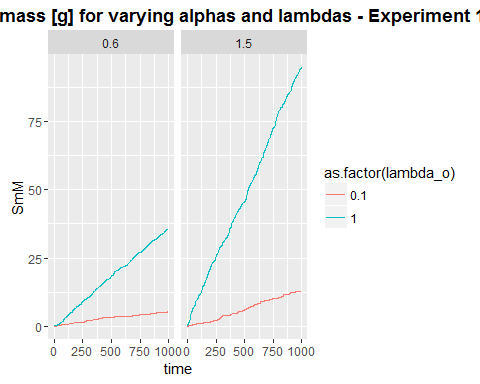 mass [g] for varying alphas and lambdas - Experiment 1
0.6 1.5
75
50
25
0
SmM
0 250 500 750 1000 0 250 500 750 1000
time
as.factor(lambda_o)
0.1
1